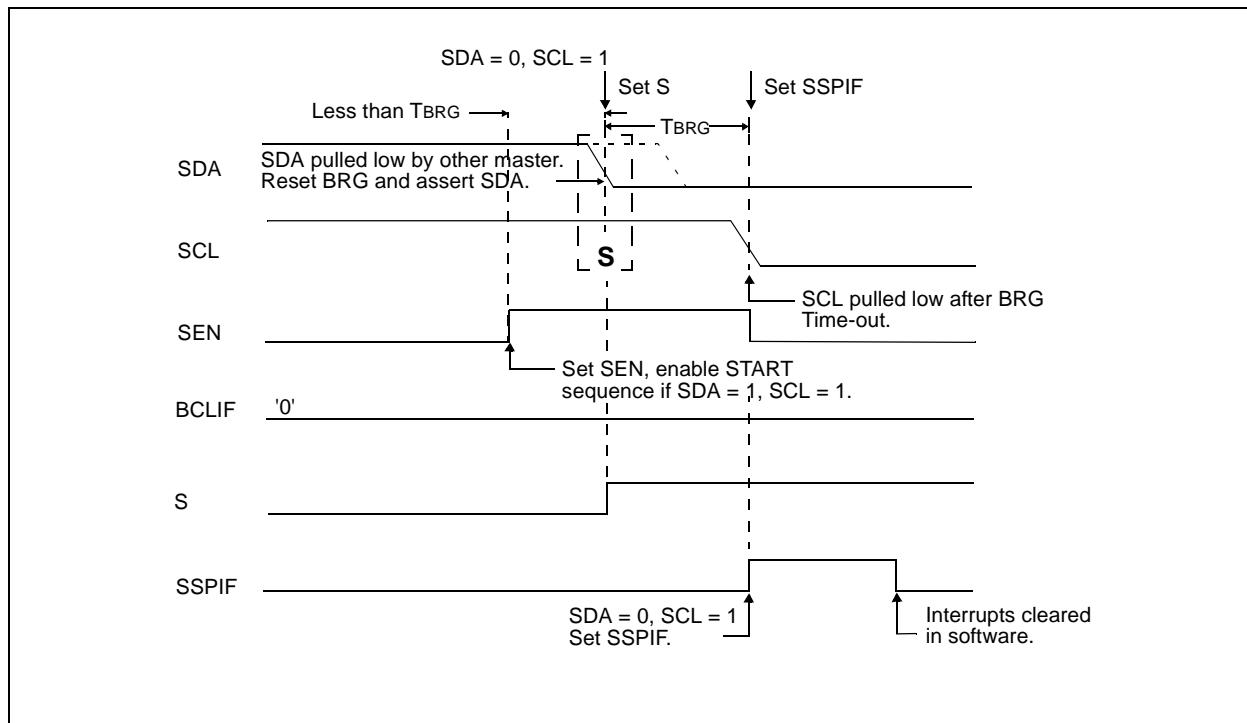 SDA = 0, SCL = 1
Set S
Set SSPIF
Less than TBRG
TBRG
SDA
SDA pulled low by other master.
Reset BRG and assert SDA.
SCL
S
SCL pulled low after BRG
Time-out.
SEN
Set SEN, enable START
sequence if SDA = 1, SCL = 1.
BCLIF
'0'
S
SSPIF
SDA = 0, SCL = 1
Set SSPIF.
Interrupts cleared
in software.